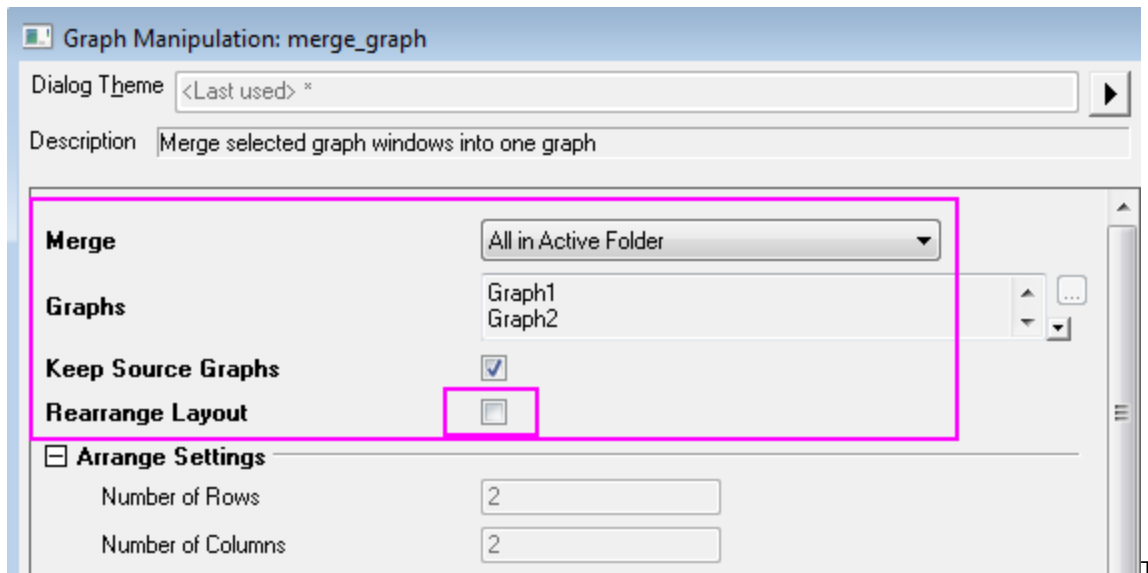 Graph Manipulation: merge_graph
Dialog Theme <Last used> *
Description Merge selected graph windows into one graph
Merge All in Active Folder
Graphs Graph1
Graph2
...
Keep Source Graphs
Rearrange Layout
Arrange Settings
Number of Rows 2
Number of Columns 2